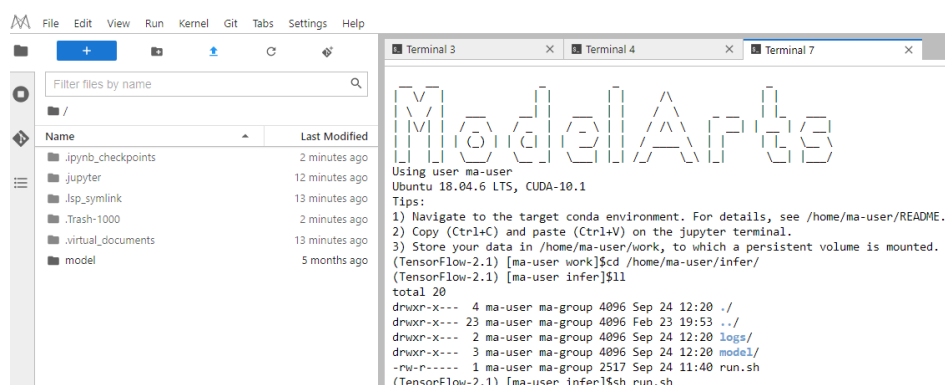 File Edit View Run Kernel Git Tabs Settings Help
Terminal 3
Terminal 4
Terminal 7
Filter files by name
/
Name Last Modified
.ipynb_checkpoints 2 minutes ago
.jupyter 12 minutes ago
.lsp_symlink 13 minutes ago
.Trash-1000 2 minutes ago
.virtual_documents 13 minutes ago
model 5 months ago
ModelArts
Using user ma-user
Ubuntu 18.04.6 LTS, CUDA-10.1
Tips:
1) Navigate to the target conda environment. For details, see /home/ma-user/README.
2) Copy (Ctrl+C) and paste (Ctrl+V) on the jupyter terminal.
3) Store your data in /home/ma-user/work, to which a persistent volume is mounted.
(TensorFlow-2.1) [ma-user work]$cd /home/ma-user/infer/
(TensorFlow-2.1) [ma-user infer]$ll
total 20
drwxr-x--- 4 ma-user ma-group 4096 Sep 24 12:20 ./
drwxr-x--- 23 ma-user ma-group 4096 Feb 23 19:53 ../
drwxr-x--- 2 ma-user ma-group 4096 Sep 24 12:20 logs/
drwxr-x--- 3 ma-user ma-group 4096 Sep 24 12:20 model/
-rw-r----- 1 ma-user ma-group 2517 Sep 24 11:40 run.sh
(TensorFlow-2.1) [ma-user infer]$sh run.sh